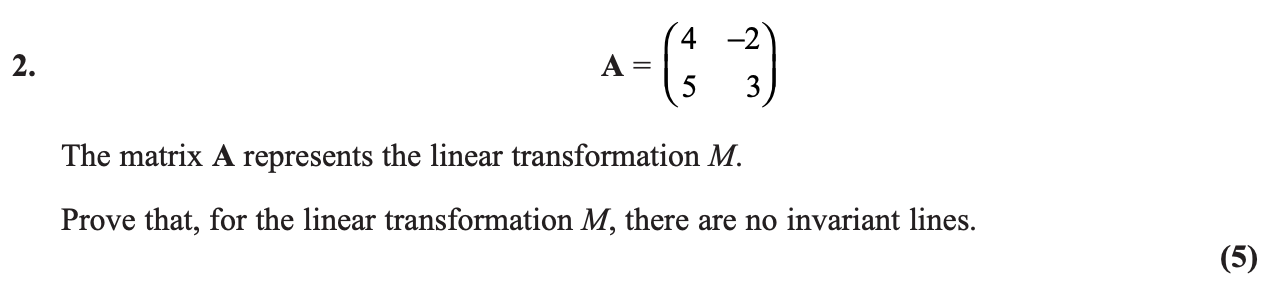 2. A = (4 –2
5 3)
The matrix A represents the linear transformation M.
Prove that, for the linear transformation M, there are no invariant lines.
(5)